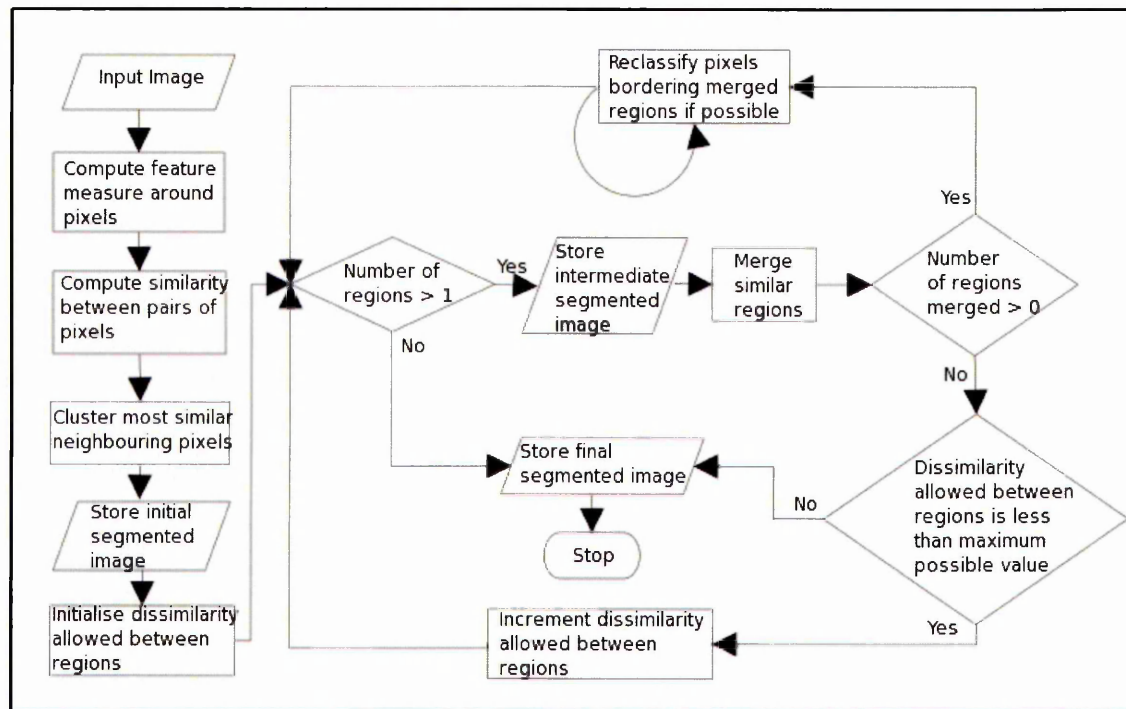 Input Image
Compute feature
measure around
pixels
Compute similarity
between pairs of
pixels
Cluster most similar
neighbouring pixels
Store initial
segmented
image
Initialise dissimilarity
allowed between
regions
Number of
regions > 1
Yes
No
Store
intermediate
segmented
image
Merge
similar
regions
Number
of regions
merged > 0
Yes
No
Reclassify pixels
bordering merged
regions if possible
Dissimilarity
allowed between
regions is less
than maximum
possible value
No
Yes
Store final
segmented image
Stop
Increment dissimilarity
allowed between
regions